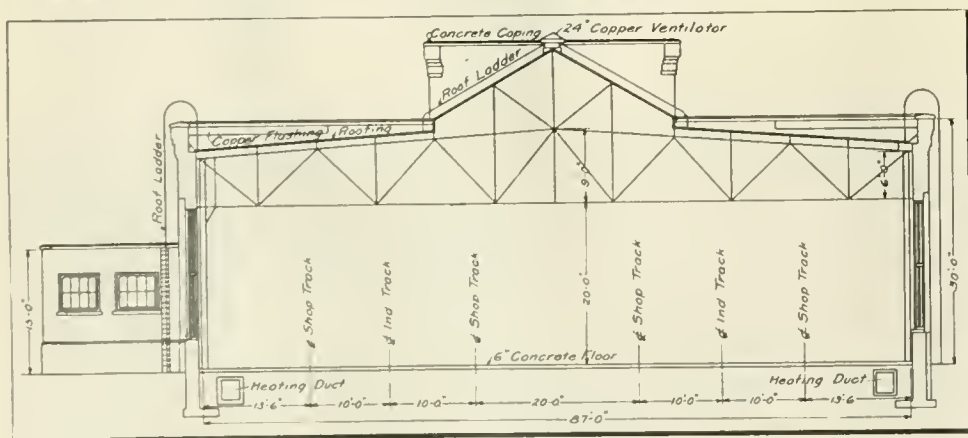 Concrete Coping
24" Copper Ventilator
Roof Ladder
Copper Flushing
Roofing
Roof Ladder
9'-0"
6'-0"
13'-0"
¢ Shop Track
¢ Ind Track
¢ Shop Track
20'-0"
¢ Shop Track
¢ Ind Track
¢ Shop Track
30'-0"
6" Concrete Floor
Heating Duct
Heating Duct
13'-6"
10'-0"
10'-0"
20'-0"
10'-0"
10'-0"
13'-6
87'-0"